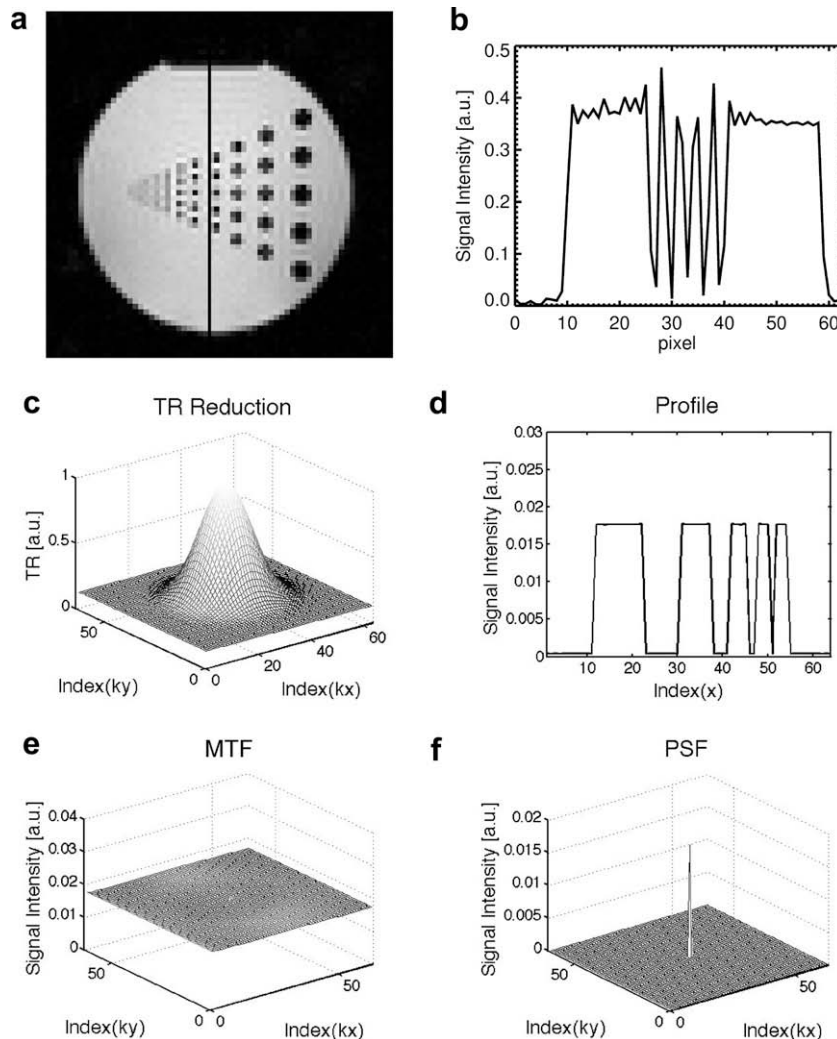 a
b
0.5
0.4
0.3
0.2
0.1
0.0
Signal Intensity [a.u.]
0 10 20 30 40 50 60
pixel
c
TR Reduction
1
0.5
0
TR [a.u.]
50
0
0
20
40
60
Index(ky)
Index(kx)
d
Profile
0.03
0.025
0.02
0.015
0.01
0.005
0
Signal Intensity [a.u.]
10 20 30 40 50 60
Index(x)
e
MTF
0.04
0.03
0.02
0.01
0
Signal Intensity [a.u.]
50
0
0
50
Index(ky)
Index(kx)
f
PSF
0.02
0.015
0.01
0.005
0
Signal Intensity [a.u.]
50
0
0
50
Index(ky)
Index(kx)